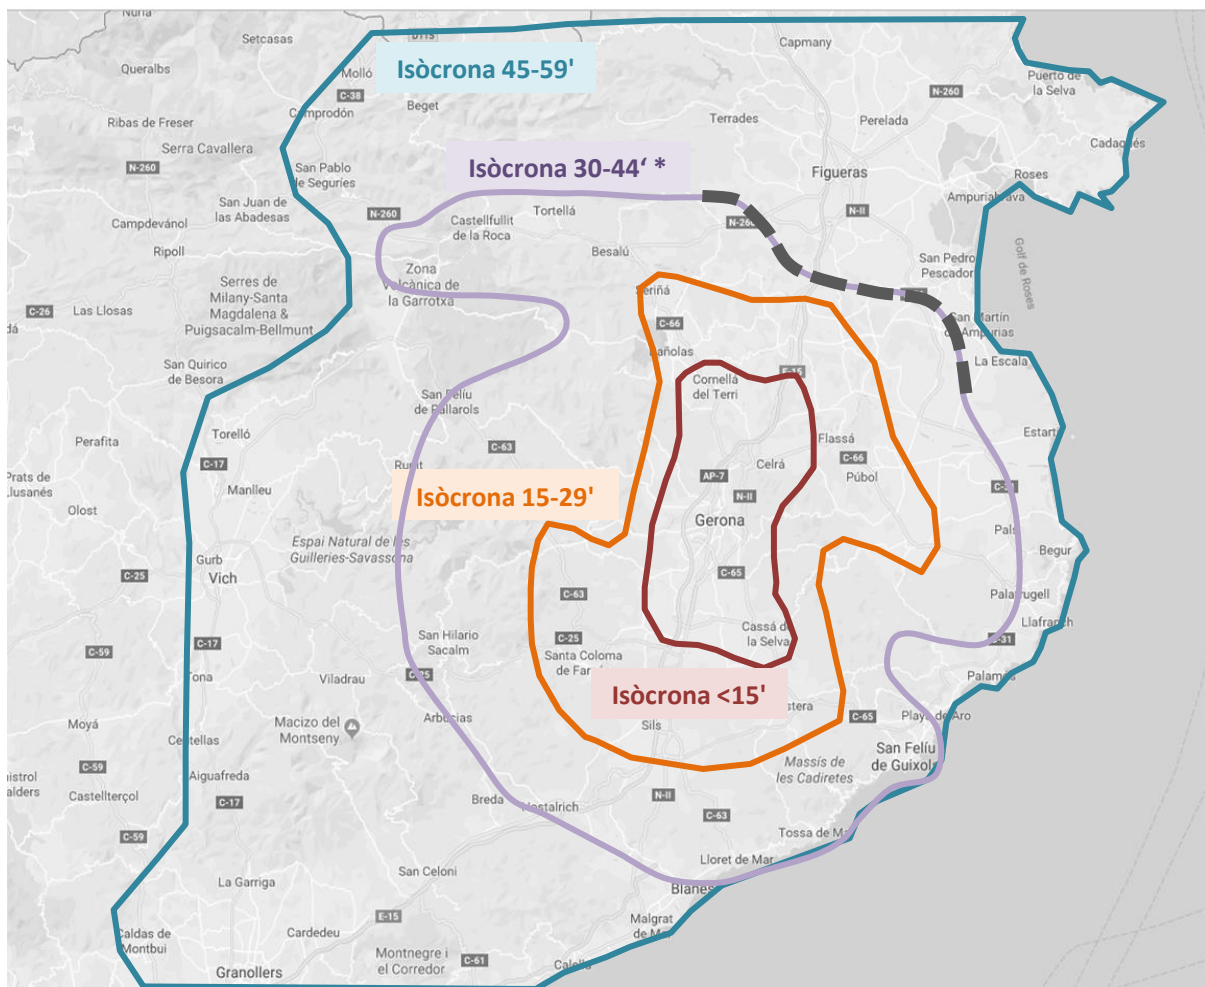 Nuria
Setcasas
D115
Capmany
Isòcrona 45-59'
Queralbs
Molló
C-38
Beget
Camprodón
Puerto de
la Selva
N-260
Ribas de Freser
Terrades
Perelada
Serra Cavallera
Cadaqués
N-260
San Pablo
de Seguries
Isòcrona 30-44‘ *
Figueras
Roses
Ampuriabrava
San Juan de
las Abadesas
N-260
Tortellá
N-II
Campdevánol
Castellfullit
de la Roca
N-260
Ripoll
Besalú
San Pedro
Pescador
Golf de Roses
Zona
Volcànica de
la Garrotxa
Serres de
Milany-Santa
Magdalena &
Puigsacalm-Bellmunt
Seriñá
C-26
Las Llosas
C-66
San Martín
de Ampurias
Bañolas
La Escala
San Quirico
de Besora
E-15
Cornellá
del Terri
San Felíu
de Pallarols
Torelló
Perafita
C-63
Flassá
Estartit
C-17
Rupit
Celrá
C-66
Prats de
Llusanés
Manlleu
AP-7
Púbol
C-31
Isòcrona 15-29'
N-II
Olost
Gerona
Pals
Espai Natural de les
Guilleries-Savassona
Begur
Gurb
Vich
C-25
C-65
C-63
Palafrugell
Llafranch
C-59
C-17
San Hilario
Sacalm
C-25
Cassá de
la Selva
C-31
Santa Coloma
de Farnés
Tona
Viladrau
C-25
Palamós
Isòcrona <15'
Moyá
Macizo del
Montseny
Arbucias
Sils
C-65
Playa de Aro
Centellas
San Felíu
de Guixols
C-59
Aiguafreda
Massís de
les Cadiretes
Castellterçol
C-17
Breda
Hostalrich
N-II
C-63
C-59
Tossa de Mar
San Celoni
Lloret de Mar
La Garriga
Blanes
E-15
Malgrat
de Mar
Caldas de
Montbui
Cardedeu
Montnegre i
el Corredor
C-61
Calella
Granollers